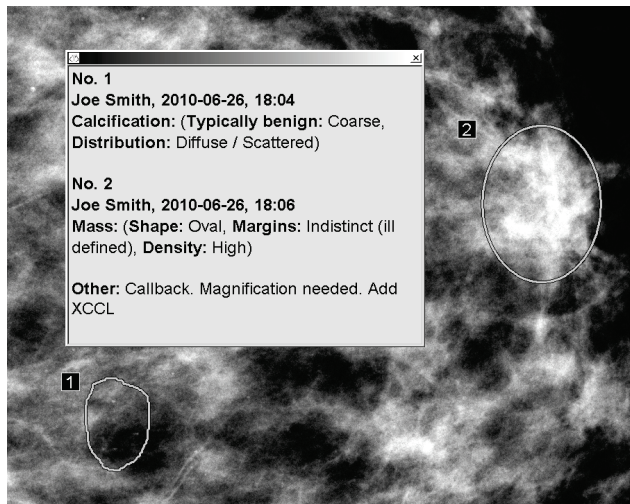 No. 1
Joe Smith, 2010-06-26, 18:04
Calcification: (Typically benign: Coarse,
Distribution: Diffuse / Scattered)
No. 2
Joe Smith, 2010-06-26, 18:06
Mass: (Shape: Oval, Margins: Indistinct (ill
defined), Density: High)
Other: Callback. Magnification needed. Add
XCCL
2
1